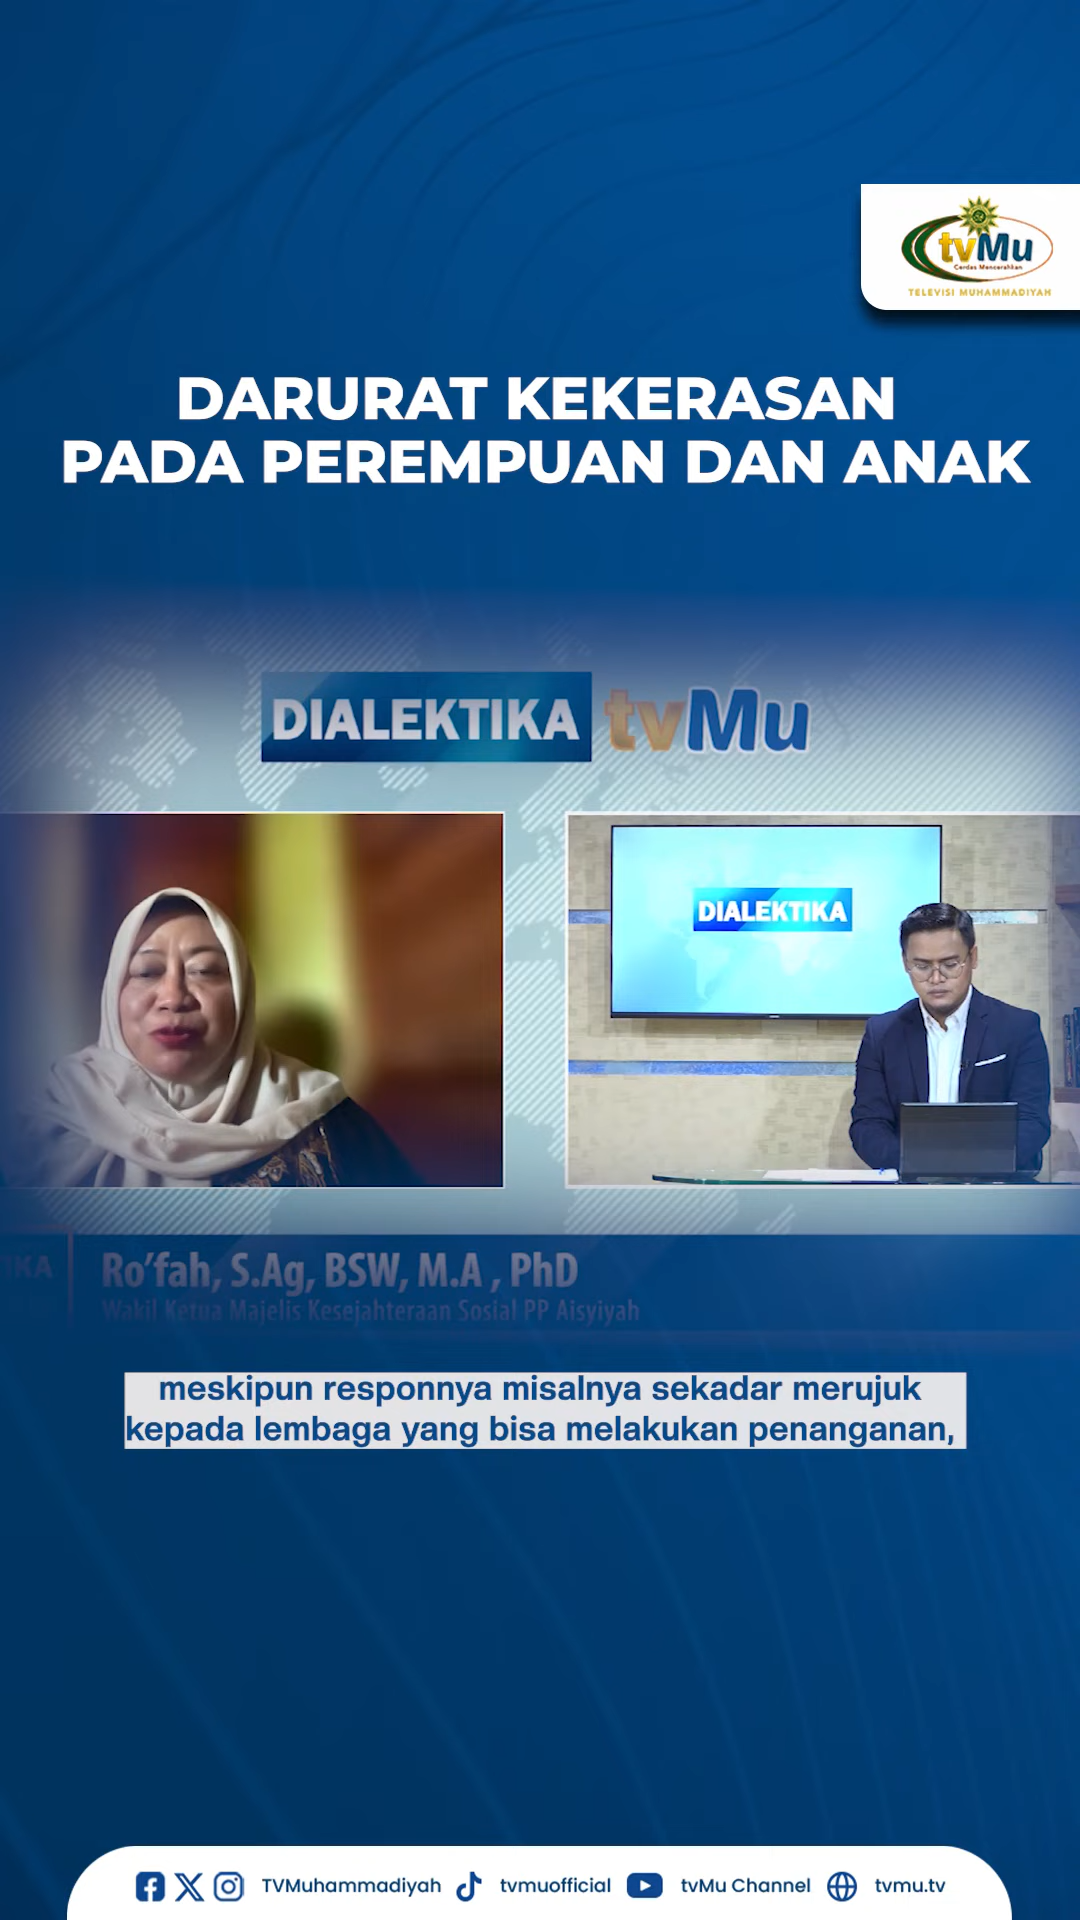 tvMu
Cerdas Mencerahkan
TELEVISI MUHAMMADIYAH
DARURAT KEKERASAN
PADA PEREMPUAN DAN ANAK
DIALEKTIKA tvMu
DIALEKTIKA
IKA
Ro'fah, S.Ag, BSW, M.A , PhD
Wakil Ketua Majelis Kesejahteraan Sosial PP Aisyiyah
meskipun responnya misalnya sekadar merujuk
kepada lembaga yang bisa melakukan penanganan,
TVMuhammadiyah tvmuofficial tvMu Channel tvmu.tv